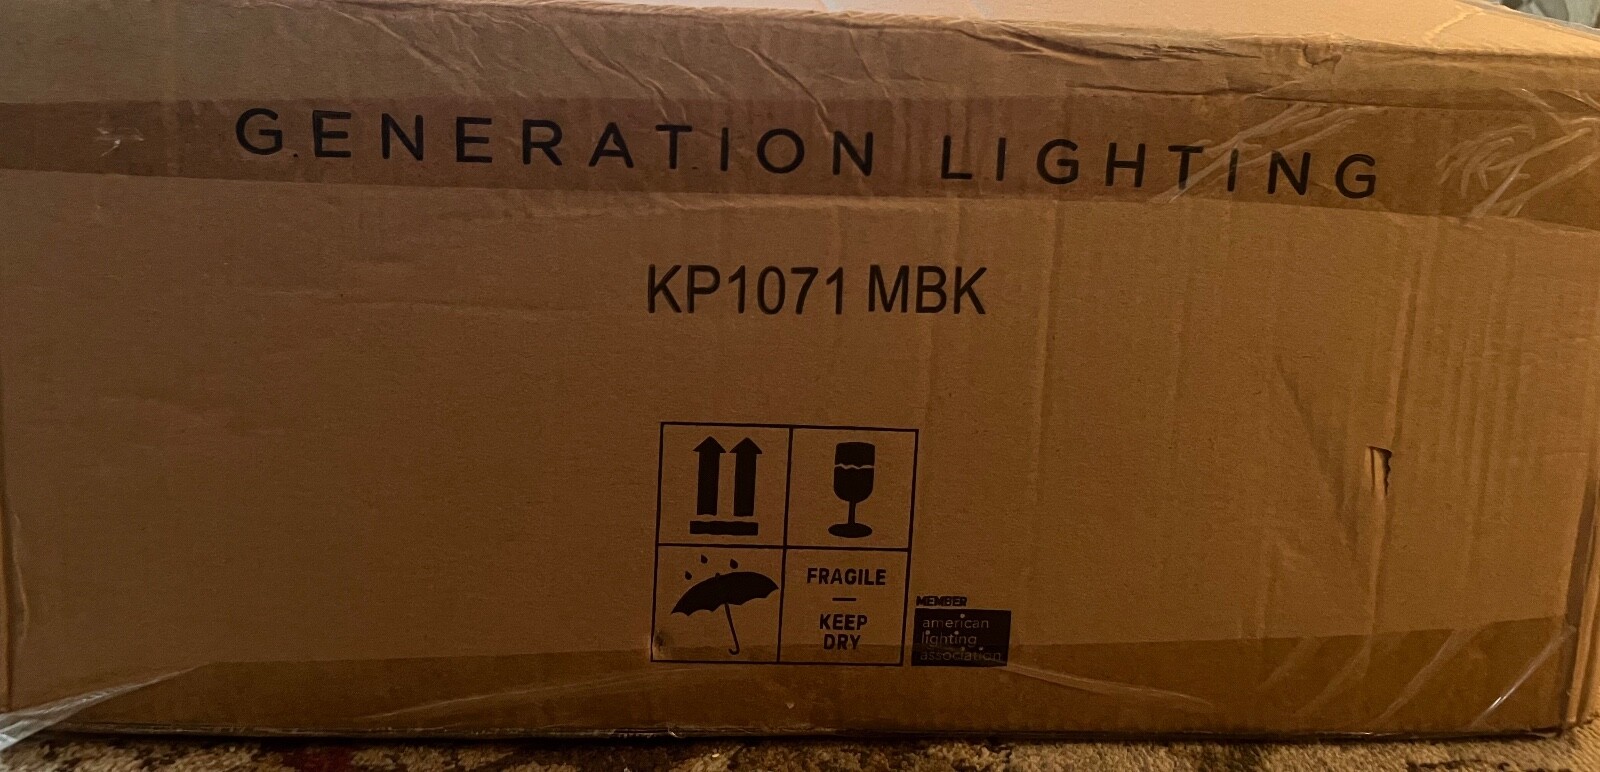 GENERATION LIGHTING
KP1071 MBK
FRAGILE
—
KEEP
DRY
MEMBER
american
lighting
association